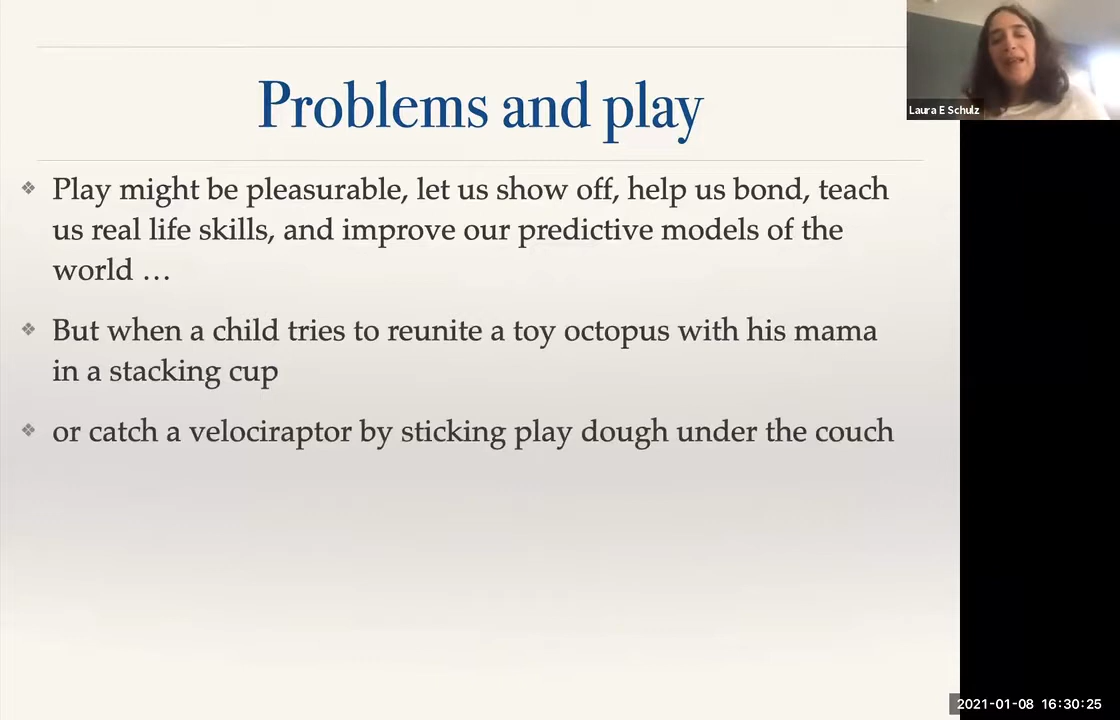 Problems and play
Laura E Schulz
❖ Play might be pleasurable, let us show off, help us bond, teach
us real life skills, and improve our predictive models of the
world …
❖ But when a child tries to reunite a toy octopus with his mama
in a stacking cup
❖ or catch a velociraptor by sticking play dough under the couch
2021-01-08 16:30:25